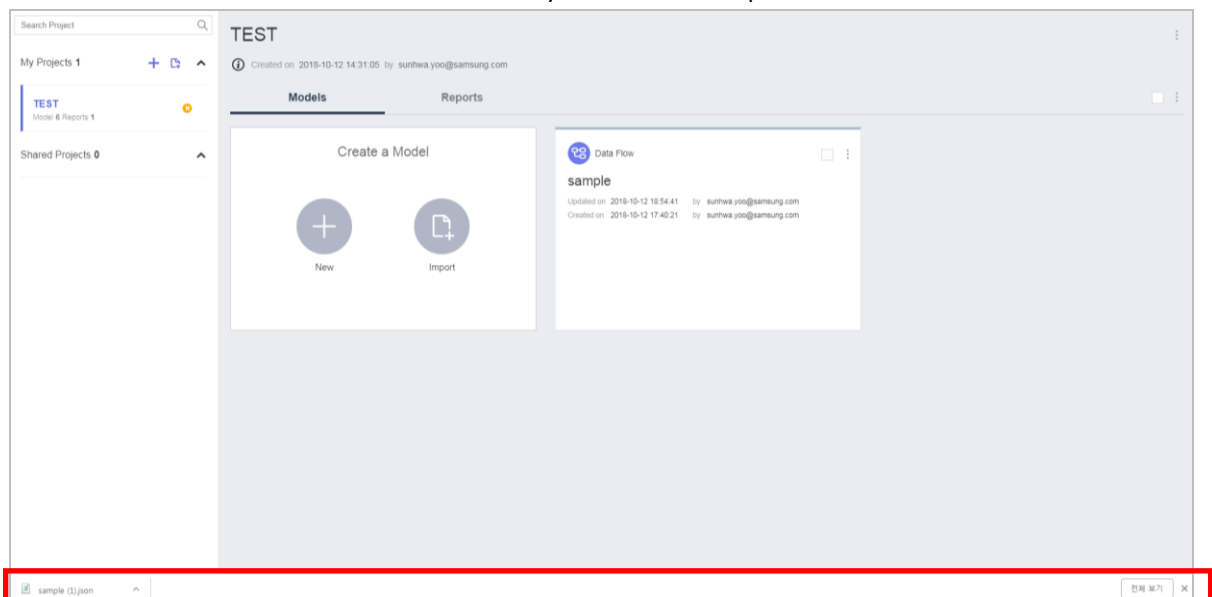 Search Project
My Projects 1
TEST
Model 6 Reports 1
Shared Projects 0
TEST
Created on 2018-10-12 14:31:05 by sunhwa.yoo@samsung.com
Models Reports
Create a Model
New Import
Data Flow
sample
Updated on 2018-10-12 18:54:41 by sunhwa.yoo@samsung.com
Created on 2018-10-12 17:40:21 by sunhwa.yoo@samsung.com
sample (1).json
전체 보기